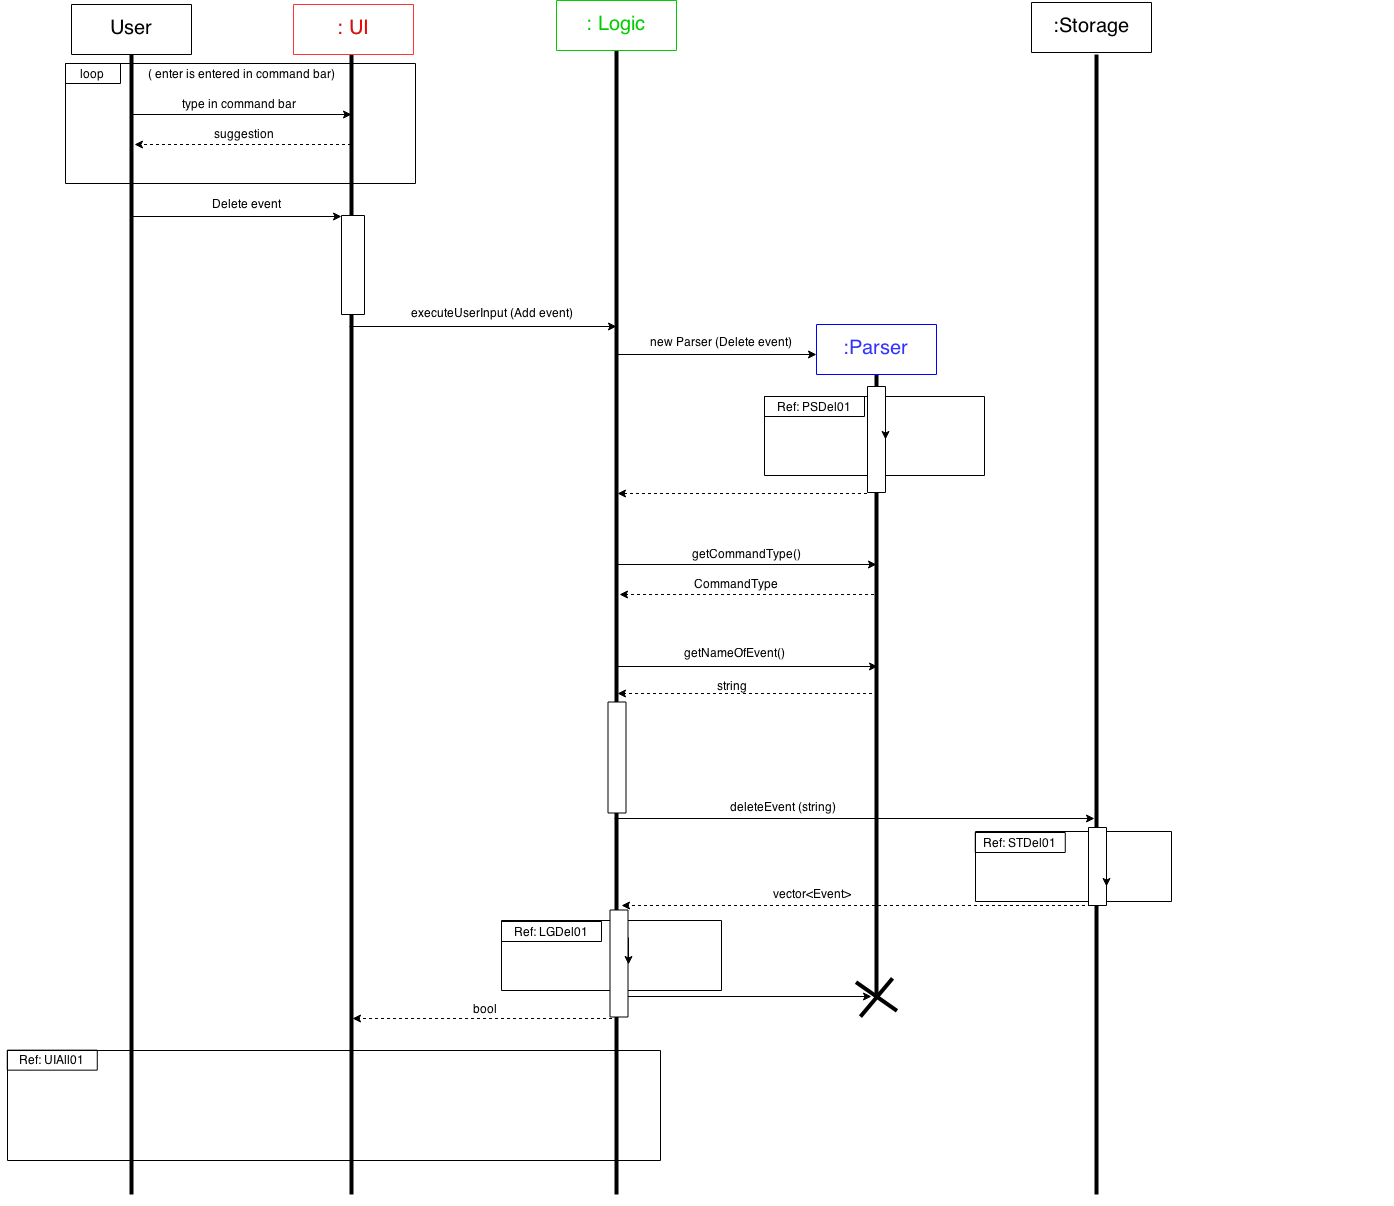 User
: UI
: Logic
:Storage
loop
( enter is entered in command bar)
type in command bar
suggestion
Delete event
executeUserInput (Add event)
new Parser (Delete event)
:Parser
Ref: PSDel01
getCommandType()
CommandType
getNameOfEvent()
string
deleteEvent (string)
Ref: STDel01
vector<Event>
Ref: LGDel01
bool
Ref: UIAll01